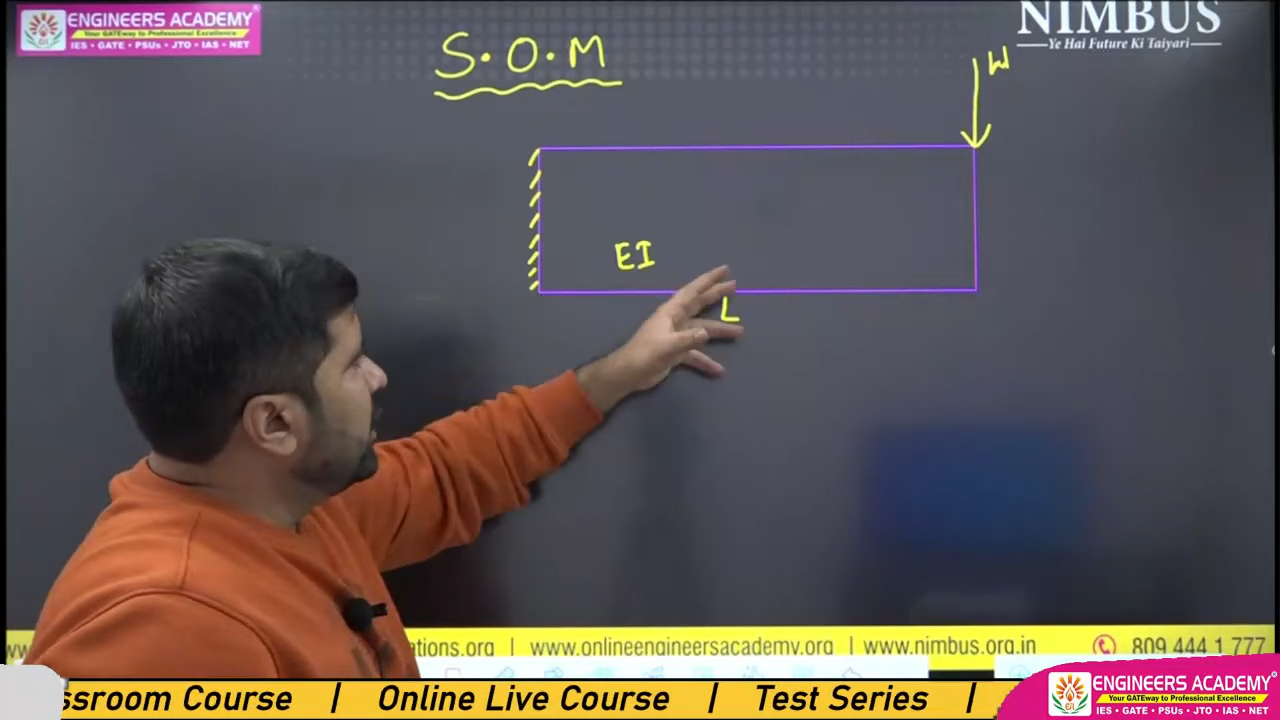 ENGINEERS ACADEMY
Your GATEway to Professional Excellence
IES • GATE • PSUs • JTO • IAS • NET
NIMBUS
Ye Hai Future Ki Taiyari
S.O.M
W
EI
L
ations.org | www.onlineengineersacademy.org | www.nimbus.org.in 809 444 1 777
ssroom Course | Online Live Course | Test Series |
ENGINEERS ACADEMY
Your GATEway to Professional Excellence
IES • GATE • PSUs • JTO • IAS • NET